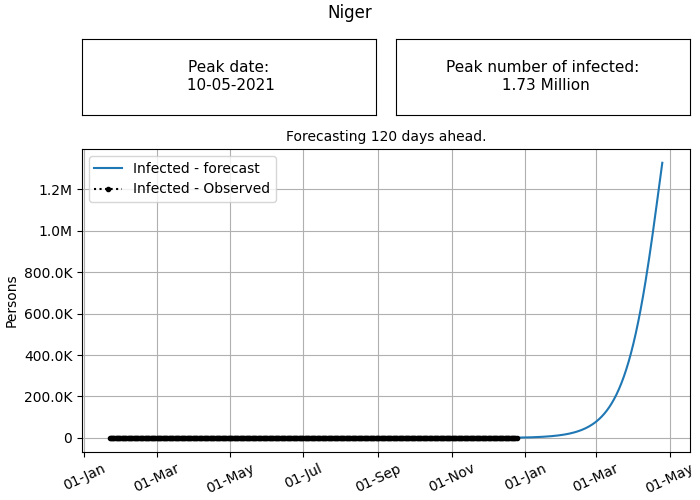 Niger
Peak date:
10-05-2021
Peak number of infected:
1.73 Million
Forecasting 120 days ahead.
Infected - forecast
Infected - Observed
Persons
1.2M
1.0M
800.0K
600.0K
400.0K
200.0K
0
01-Jan
01-Mar
01-May
01-Jul
01-Sep
01-Nov
01-Jan
01-Mar
01-May